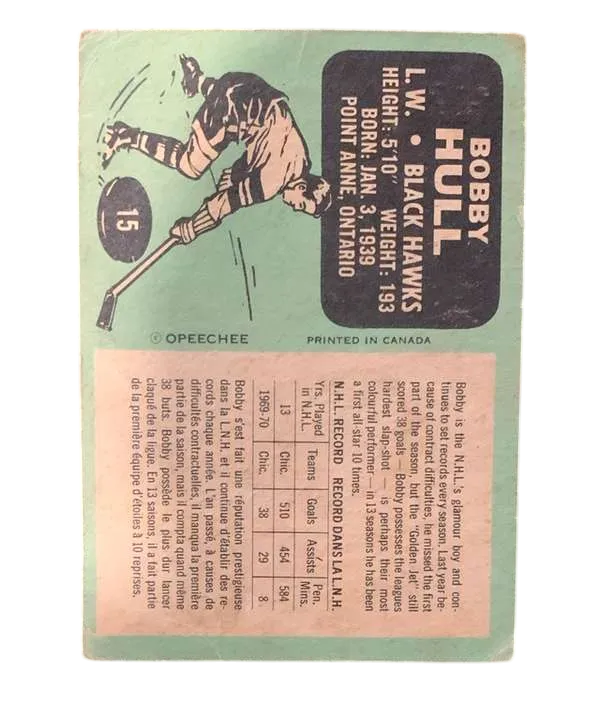 BOBBY
HULL
L. W. • BLACK HAWKS
HEIGHT: 5'10" WEIGHT: 193
BORN: JAN. 3, 1939
POINT ANNE, ONTARIO
15
© OPEECHEE
PRINTED IN CANADA
Bobby is the N.H.L.'s glamour boy and con-
tinues to set records every season. Last year be-
cause of contract difficulties, he missed the first
part of the season, but the "Golden Jet" still
scored 38 goals — Bobby possesses the leagues
hardest slap-shot — is perhaps their most
colourful performer — in 13 seasons he has been
a first all-star 10 times.
N.H.L. RECORD RECORD DANS LA L.N.H.
Yrs. Played in N.H.L. Teams Goals Assists Pen. Mins.
13 Chic. 510 454 584
1969-70 Chic. 38 29 8
Bobby s'est fait une réputation prestigieuse
dans la L.N.H. et il continue d'établir des re-
cords chaque année. L'an passé, à causes de
difficultés contractuelles, il manqua la première
partie de la saison, mais il compta quand même
38 buts. Bobby possède le plus dur lancer
claqué de la ligue. En 13 saisons, il a fait partie
de la première équipe d'étoiles à 10 reprises.